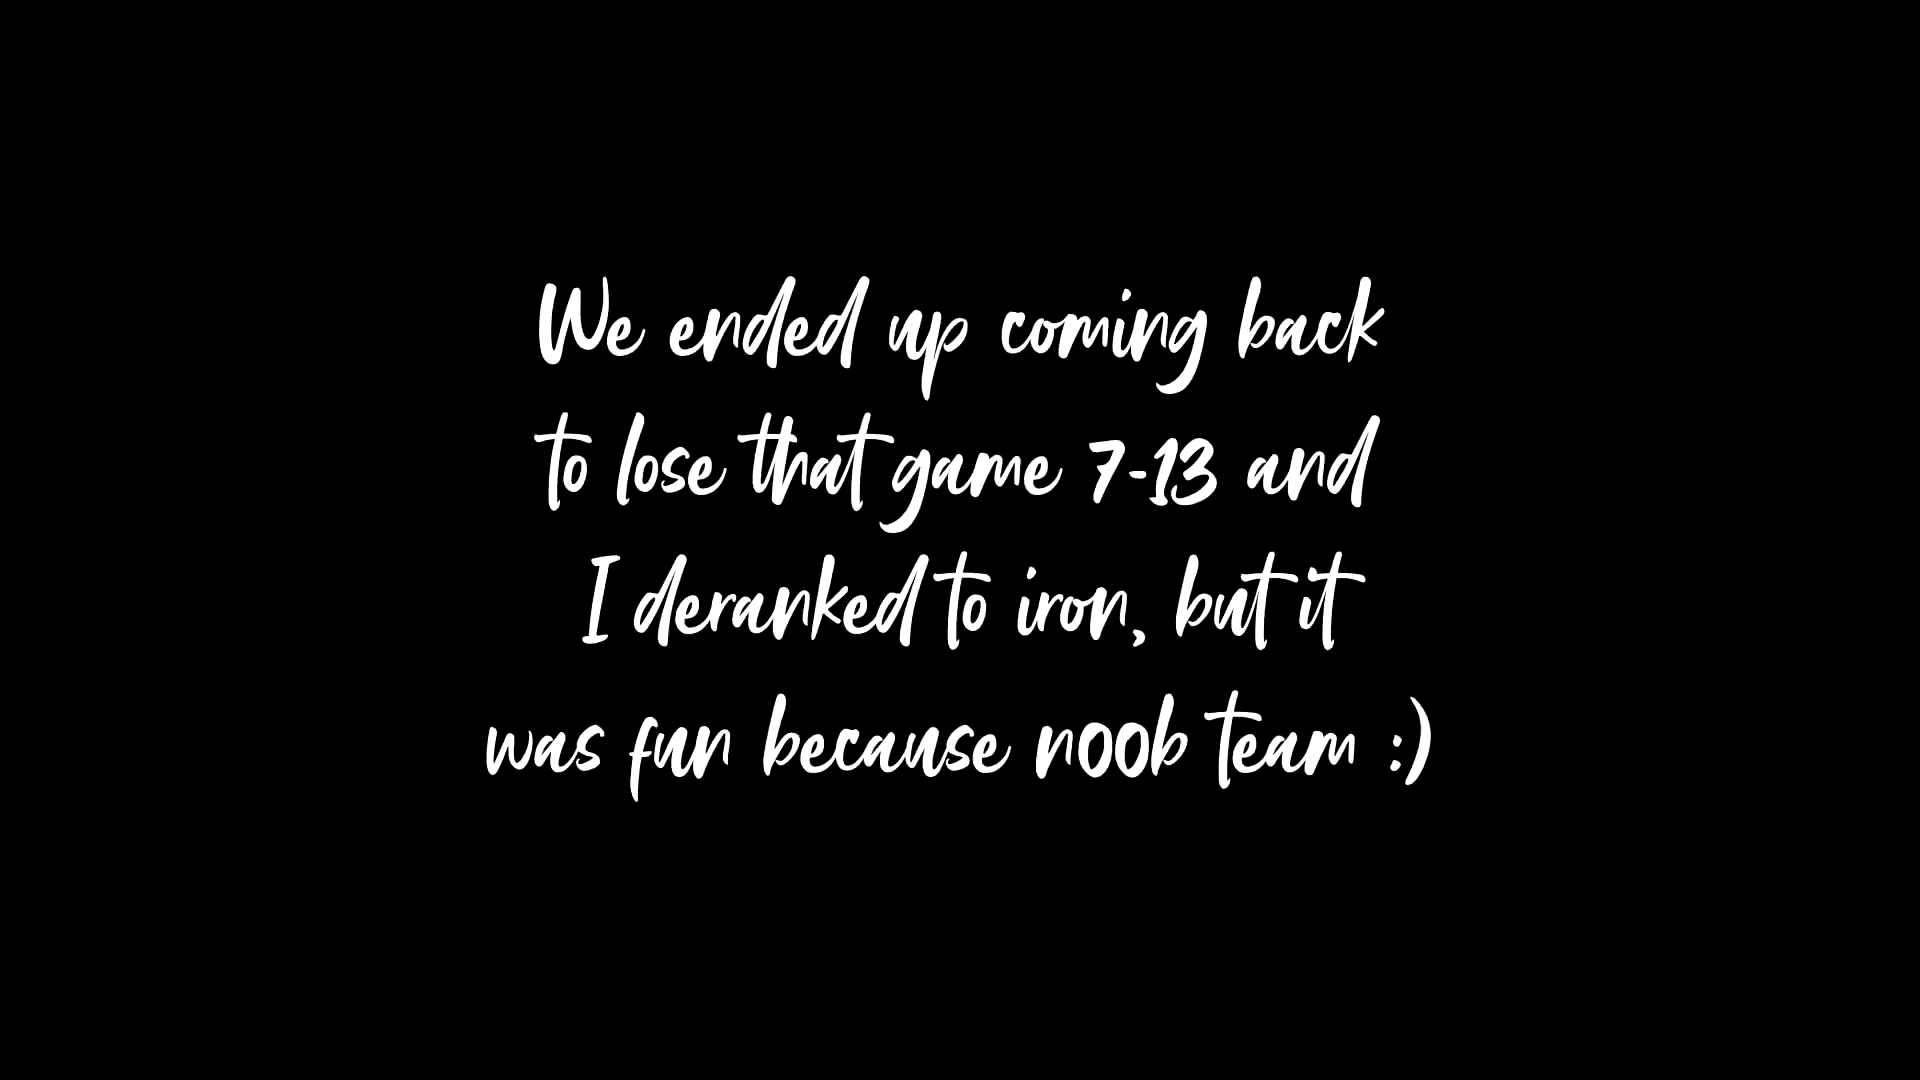 We ended up coming back
to lose that game 7-13 and
I deranked to iron, but it
was fun because n00b team :)